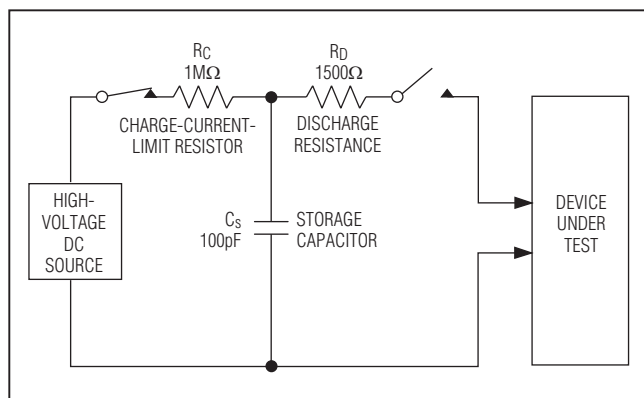 RC
1MΩ
CHARGE-CURRENT-
LIMIT RESISTOR
RD
1500Ω
DISCHARGE
RESISTANCE
HIGH-
VOLTAGE
DC
SOURCE
CS
100pF
STORAGE
CAPACITOR
DEVICE
UNDER
TEST